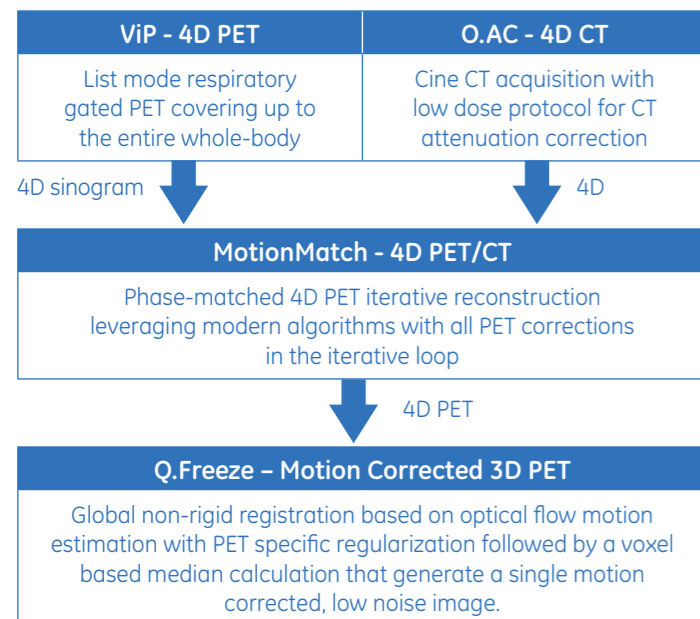 ViP - 4D PET
O.AC - 4D CT
List mode respiratory
gated PET covering up to
the entire whole-body
Cine CT acquisition with
low dose protocol for CT
attenuation correction
4D sinogram
4D
MotionMatch - 4D PET/CT
Phase-matched 4D PET iterative reconstruction
leveraging modern algorithms with all PET corrections
in the iterative loop
4D PET
Q.Freeze – Motion Corrected 3D PET
Global non-rigid registration based on optical flow motion
estimation with PET specific regularization followed by a voxel
based median calculation that generate a single motion
corrected, low noise image.